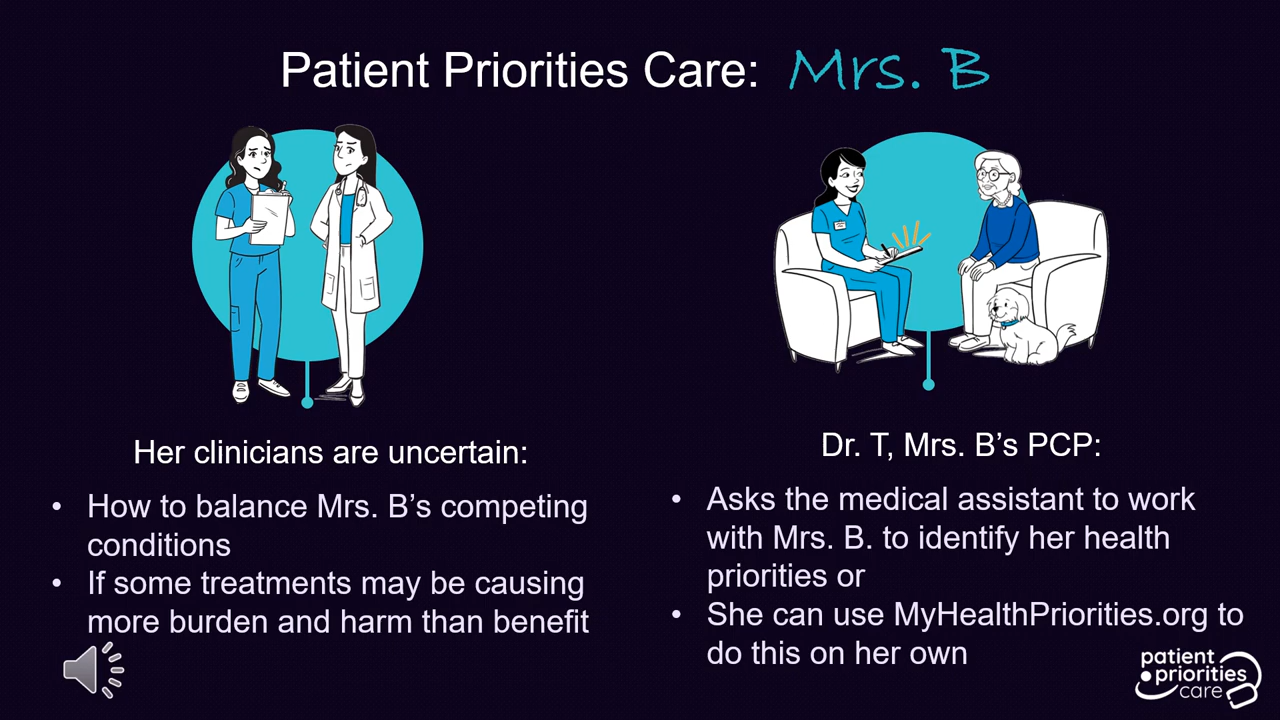 Patient Priorities Care: Mrs. B
Her clinicians are uncertain:
• How to balance Mrs. B’s competing
conditions
• If some treatments may be causing
more burden and harm than benefit
Dr. T, Mrs. B’s PCP:
• Asks the medical assistant to work
with Mrs. B. to identify her health
priorities or
• She can use MyHealthPriorities.org to
do this on her own
patient
priorities
care